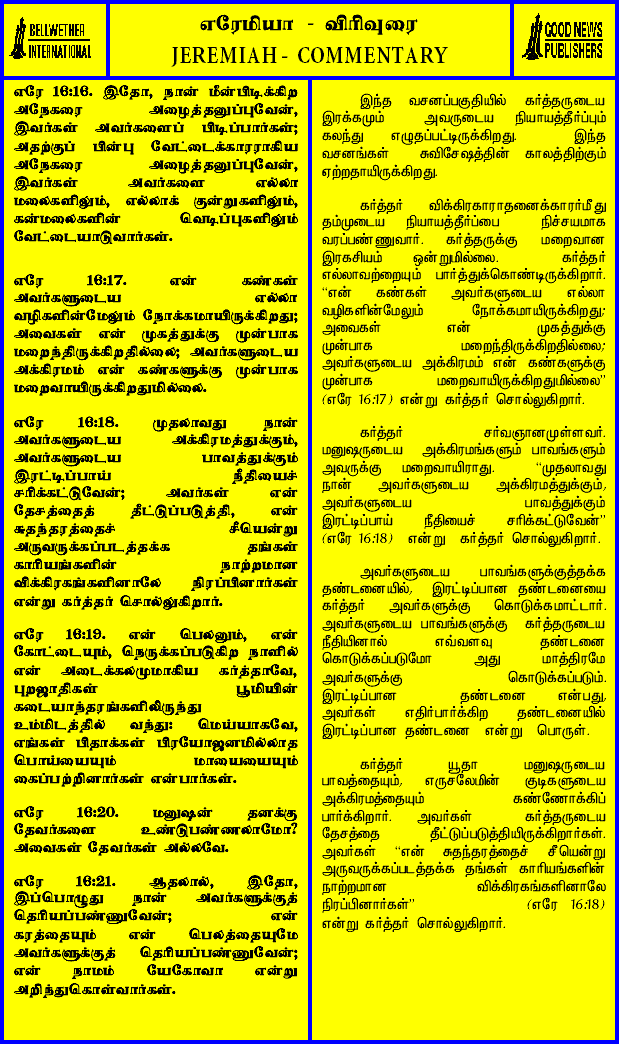 BELLWETHER
INTERNATIONAL
எரேமியா - விரிவுரை
JEREMIAH - COMMENTARY
GOOD NEWS
PUBLISHERS
எரே 16:16. இதோ, நான் மீன்பிடிக்கிற
அநேகரை அழைத்தனுப்புவேன்,
இவர்கள் அவர்களைப் பிடிப்பார்கள்;
அதற்குப் பின்பு வேட்டைக்காரராகிய
அநேகரை அழைத்தனுப்புவேன்,
இவர்கள் அவர்களை எல்லா
மலைகளிலும், எல்லாக் குன்றுகளிலும்,
கன்மலைகளின் வெடிப்புகளிலும்
வேட்டையாடுவார்கள்.
எரே 16:17. என் கண்கள்
அவர்களுடைய எல்லா
வழிகளின்மேலும் நோக்கமாயிருக்கிறது;
அவைகள் என் முகத்துக்கு முன்பாக
மறைந்திருக்கிறதில்லை; அவர்களுடைய
அக்கிரமம் என் கண்களுக்கு முன்பாக
மறைவாயிருக்கிறதுமில்லை.
எரே 16:18. முதலாவது நான்
அவர்களுடைய அக்கிரமத்துக்கும்,
அவர்களுடைய பாவத்துக்கும்
இரட்டிப்பாய் நீதியைச்
சரிக்கட்டுவேன்; அவர்கள் என்
தேசத்தைத் தீட்டுப்படுத்தி, என்
சுதந்தரத்தைச் சீயென்று
அருவருக்கப்படத்தக்க தங்கள்
காரியங்களின் நாற்றமான
விக்கிரகங்களினாலே நிரப்பினார்கள்
என்று கர்த்தர் சொல்லுகிறார்.
எரே 16:19. என் பெலனும், என்
கோட்டையும், நெருக்கப்படுகிற நாளில்
என் அடைக்கலமுமாகிய கர்த்தாவே,
புறஜாதிகள் பூமியின்
கடையாந்தரங்களிலிருந்து
உம்மிடத்தில் வந்து: மெய்யாகவே,
எங்கள் பிதாக்கள் பிரயோஜனமில்லாத
பொய்யையும் மாயையையும்
கைப்பற்றினார்கள் என்பார்கள்.
எரே 16:20. மனுஷன் தனக்கு
தேவர்களை உண்டுபண்ணலாமோ?
அவைகள் தேவர்கள் அல்லவே.
எரே 16:21. ஆதலால், இதோ,
இப்பொழுது நான் அவர்களுக்குத்
தெரியப்பண்ணுவேன்; என்
கரத்தையும் என் பெலத்தையுமே
அவர்களுக்குத் தெரியப்பண்ணுவேன்;
என் நாமம் யேகோவா என்று
அறிந்துகொள்வார்கள்.
இந்த வசனப்பகுதியில் கர்த்தருடைய
இரக்கமும் அவருடைய நியாயத்தீர்ப்பும்
கலந்து எழுதப்பட்டிருக்கிறது. இந்த
வசனங்கள் சுவிசேஷத்தின் காலத்திற்கும்
ஏற்றதாயிருக்கிறது.
கர்த்தர் விக்கிரகாராதனைக்காரர்மீது
தம்முடைய நியாயத்தீர்ப்பை நிச்சயமாக
வரப்பண்ணுவார். கர்த்தருக்கு மறைவான
இரகசியம் ஒன்றுமில்லை. கர்த்தர்
எல்லாவற்றையும் பார்த்துக்கொண்டிருக்கிறார்.
"என் கண்கள் அவர்களுடைய எல்லா
வழிகளின்மேலும் நோக்கமாயிருக்கிறது;
அவைகள் என் முகத்துக்கு
முன்பாக மறைந்திருக்கிறதில்லை;
அவர்களுடைய அக்கிரமம் என் கண்களுக்கு
முன்பாக மறைவாயிருக்கிறதுமில்லை"
(எரே 16:17) என்று கர்த்தர் சொல்லுகிறார்.
கர்த்தர் சர்வஞானமுள்ளவர்.
மனுஷருடைய அக்கிரமங்களும் பாவங்களும்
அவருக்கு மறைவாயிராது. "முதலாவது
நான் அவர்களுடைய அக்கிரமத்துக்கும்,
அவர்களுடைய பாவத்துக்கும்
இரட்டிப்பாய் நீதியைச் சரிக்கட்டுவேன்"
(எரே 16:18) என்று கர்த்தர் சொல்லுகிறார்.
அவர்களுடைய பாவங்களுக்குத்தக்க
தண்டனையில், இரட்டிப்பான தண்டனையை
கர்த்தர் அவர்களுக்கு கொடுக்கமாட்டார்.
அவர்களுடைய பாவங்களுக்கு கர்த்தருடைய
நீதியினால் எவ்வளவு தண்டனை
கொடுக்கப்படுமோ அது மாத்திரமே
அவர்களுக்கு கொடுக்கப்படும்.
இரட்டிப்பான தண்டனை என்பது,
அவர்கள் எதிர்பார்க்கிற தண்டனையில்
இரட்டிப்பான தண்டனை என்று பொருள்.
கர்த்தர் யூதா மனுஷருடைய
பாவத்தையும், எருசலேமின் குடிகளுடைய
அக்கிரமத்தையும் கண்ணோக்கிப்
பார்க்கிறார். அவர்கள் கர்த்தருடைய
தேசத்தை தீட்டுப்படுத்தியிருக்கிறார்கள்.
அவர்கள் "என் சுதந்தரத்தைச் சீயென்று
அருவருக்கப்படத்தக்க தங்கள் காரியங்களின்
நாற்றமான விக்கிரகங்களினாலே
நிரப்பினார்கள்" (எரே 16:18)
என்று கர்த்தர் சொல்லுகிறார்.